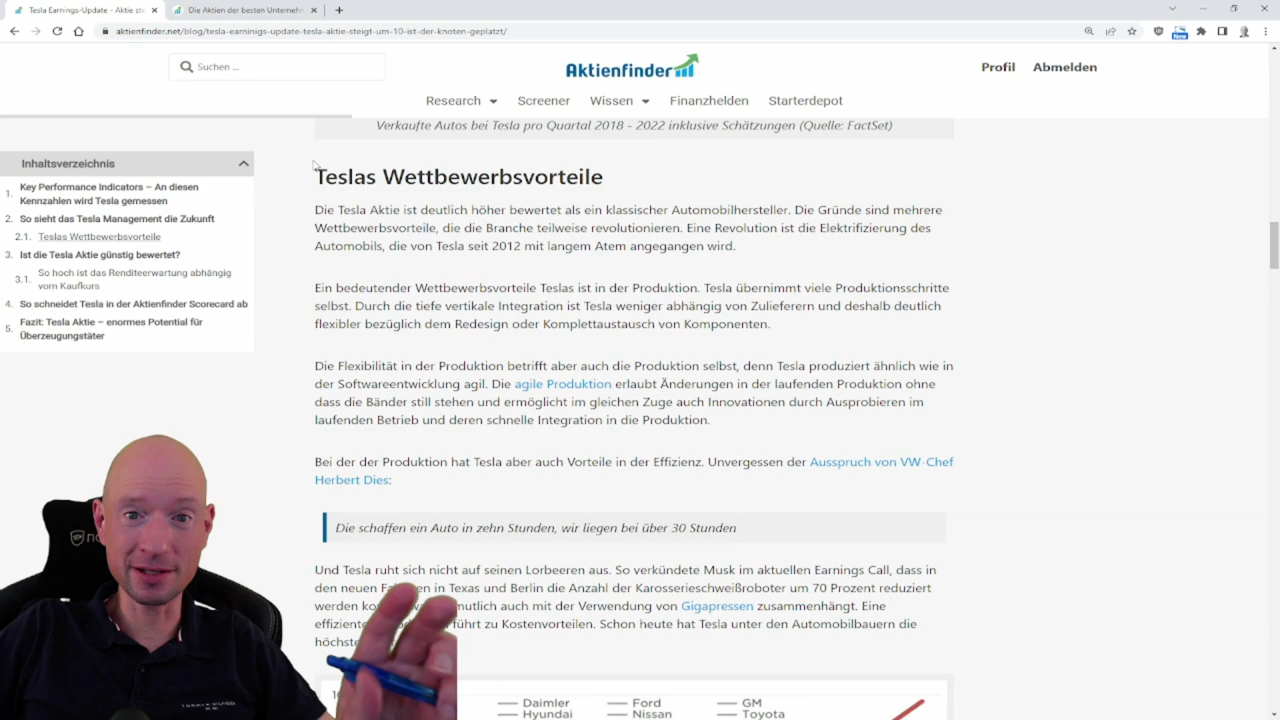 Tesla Earnings-Update - Aktie ste
Die Aktien der besten Unternehm
aktienfinder.net/blog/tesla-earninigs-update-tesla-aktie-steigt-um-10-ist-der-knoten-geplatzt/
New
Suchen ...
Aktienfinder
Profil Abmelden
Research Screener Wissen Finanzhelden Starterdepot
Verkaufte Autos bei Tesla pro Quartal 2018 - 2022 inklusive Schätzungen (Quelle: FactSet)
Inhaltsverzeichnis
1. Key Performance Indicators – An diesen
Kennzahlen wird Tesla gemessen
2. So sieht das Tesla Management die Zukunft
2.1. Teslas Wettbewerbsvorteile
3. Ist die Tesla Aktie günstig bewertet?
3.1. So hoch ist das Renditeerwartung abhängig
vom Kaufkurs
4. So schneidet Tesla in der Aktienfinder Scorecard ab
5. Fazit: Tesla Aktie – enormes Potential für
Überzeugungstäter
Teslas Wettbewerbsvorteile
Die Tesla Aktie ist deutlich höher bewertet als ein klassischer Automobilhersteller. Die Gründe sind mehrere
Wettbewerbsvorteile, die die Branche teilweise revolutionieren. Eine Revolution ist die Elektrifizierung des
Automobils, die von Tesla seit 2012 mit langem Atem angegangen wird.
Ein bedeutender Wettbewerbsvorteile Teslas ist in der Produktion. Tesla übernimmt viele Produktionsschritte
selbst. Durch die tiefe vertikale Integration ist Tesla weniger abhängig von Zulieferern und deshalb deutlich
flexibler bezüglich dem Redesign oder Komplettaustausch von Komponenten.
Die Flexibilität in der Produktion betrifft aber auch die Produktion selbst, denn Tesla produziert ähnlich wie in
der Softwareentwicklung agil. Die agile Produktion erlaubt Änderungen in der laufenden Produktion ohne
dass die Bänder still stehen und ermöglicht im gleichen Zuge auch Innovationen durch Ausprobieren im
laufenden Betrieb und deren schnelle Integration in die Produktion.
Bei der der Produktion hat Tesla aber auch Vorteile in der Effizienz. Unvergessen der Ausspruch von VW-Chef
Herbert Dies:
Die schaffen ein Auto in zehn Stunden, wir liegen bei über 30 Stunden
Und Tesla ruht sich nicht auf seinen Lorbeeren aus. So verkündete Musk im aktuellen Earnings Call, dass in
den neuen in Texas und Berlin die Anzahl der Karosserieschweißroboter um 70 Prozent reduziert
werden auch mit der Verwendung von Gigapressen zusammenhängt. Eine
führt zu Kostenvorteilen. Schon heute hat Tesla unter den Automobilbauern die
Daimler Ford GM
Hyundai Nissan Toyota